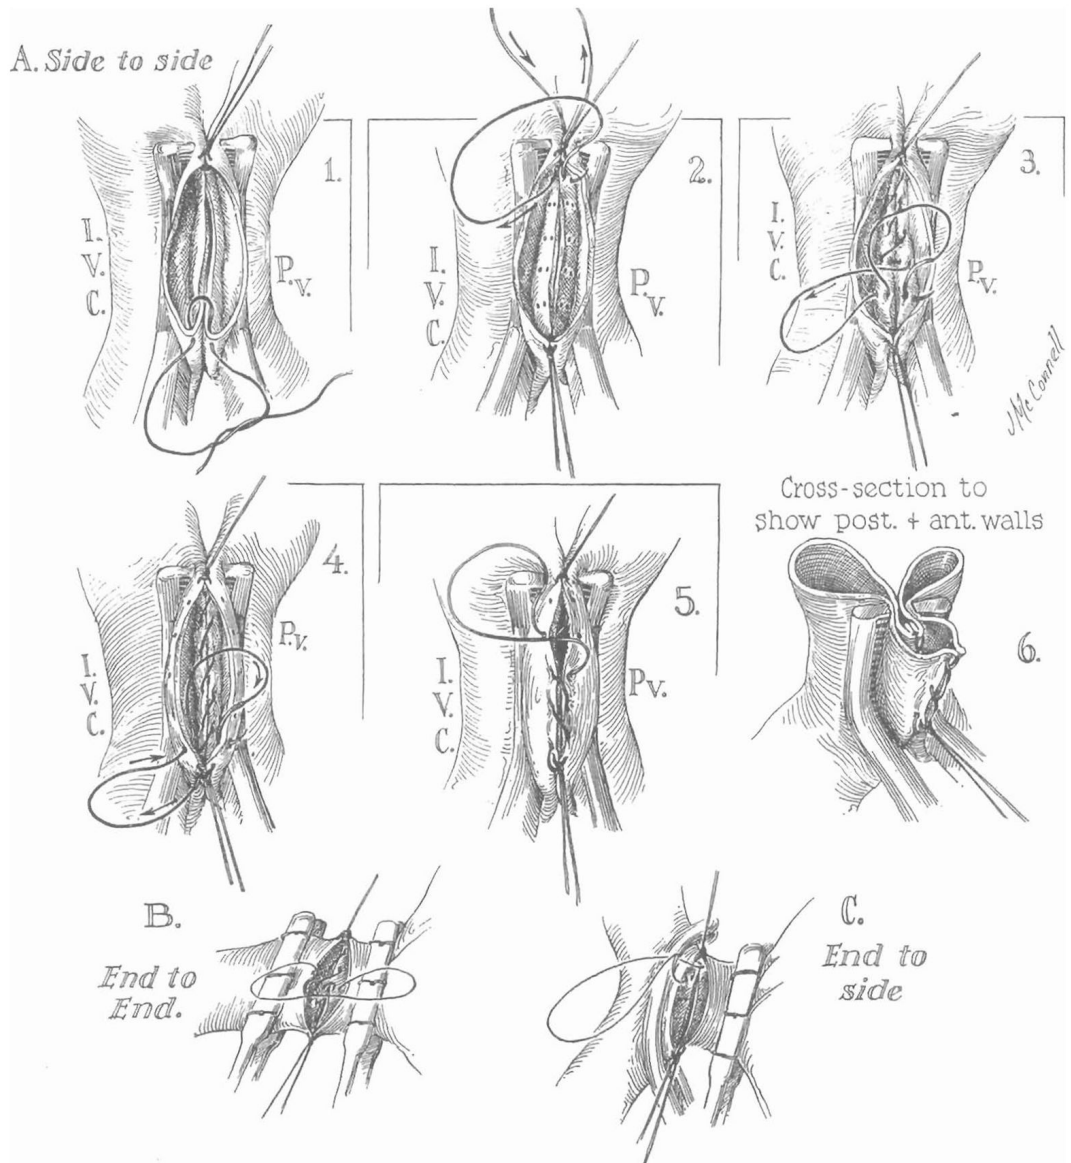 A. Side to side
1.
I.
V.
C.
P.V.
2.
I.
V.
C.
P.V.
3.
I.
V.
C.
P.V.
J McConnell
4.
I.
V.
C.
P.V.
5.
I.
V.
C.
PV.
Cross-section to
show post. + ant. walls
6.
B.
End to
End.
C.
End to
side